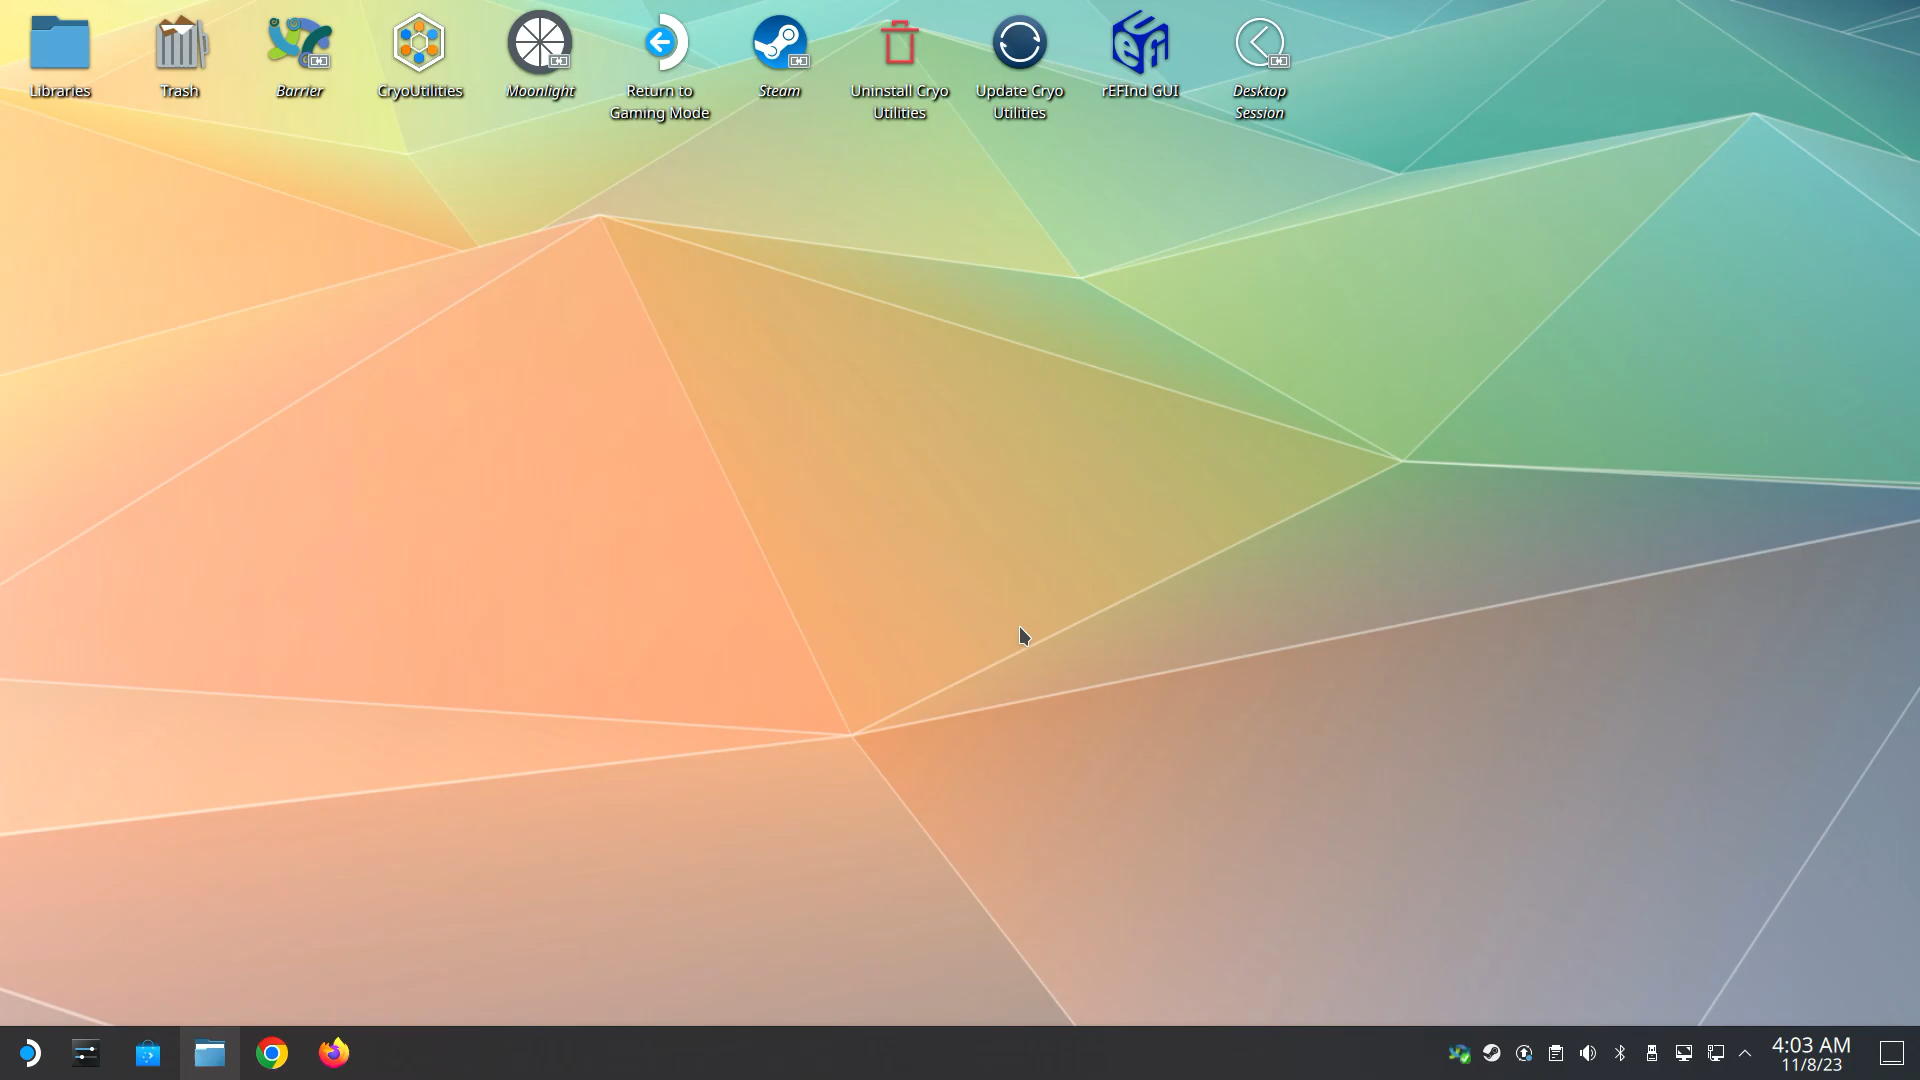 Libraries
Trash
Barrier
CryoUtilities
Moonlight
Return to
Gaming Mode
Steam
Uninstall Cryo
Utilities
Update Cryo
Utilities
rEFInd GUI
Desktop
Session
4:03 AM
11/8/23